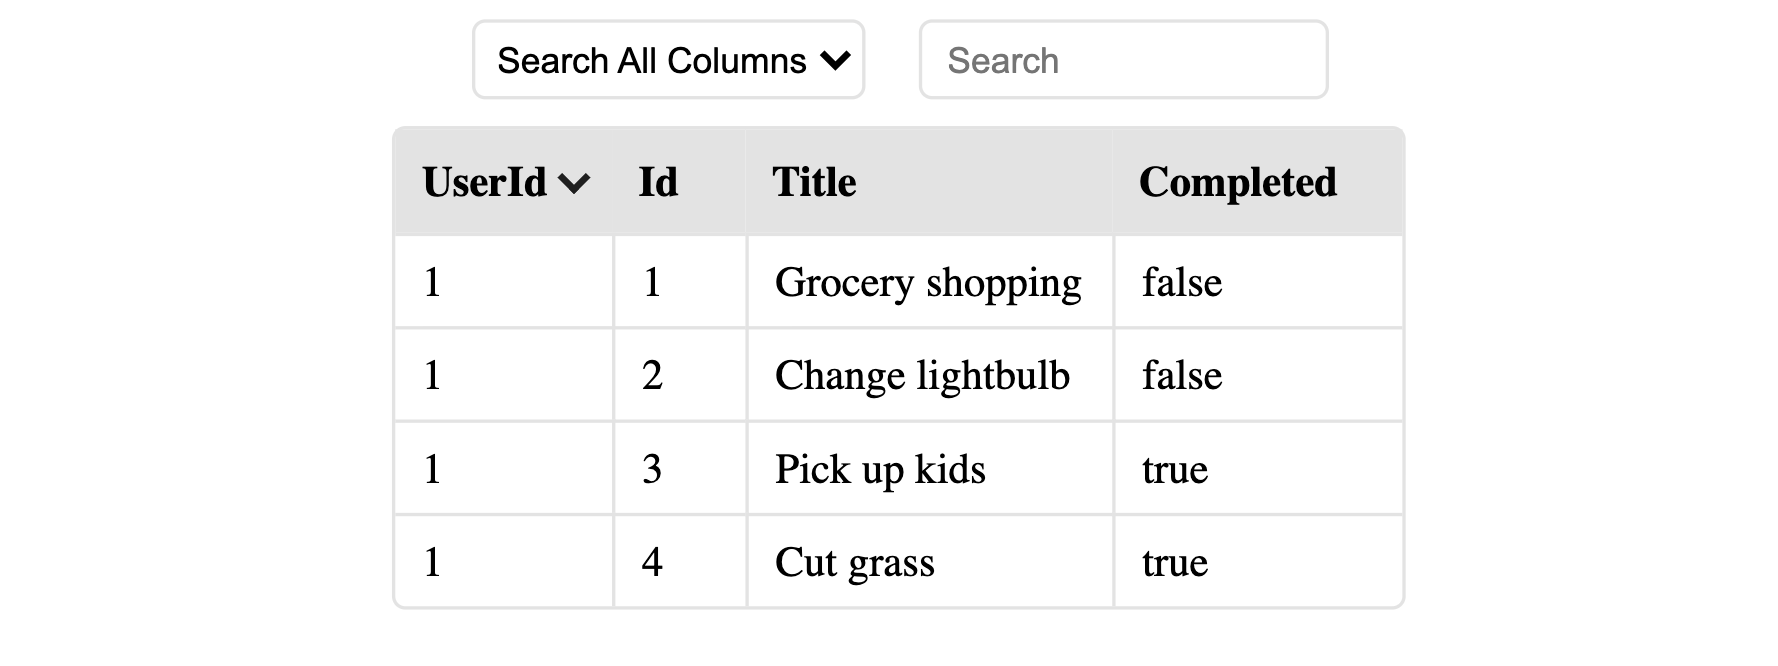 Search All Columns Search
UserId Id Title Completed
1 1 Grocery shopping false
1 2 Change lightbulb false
1 3 Pick up kids true
1 4 Cut grass true